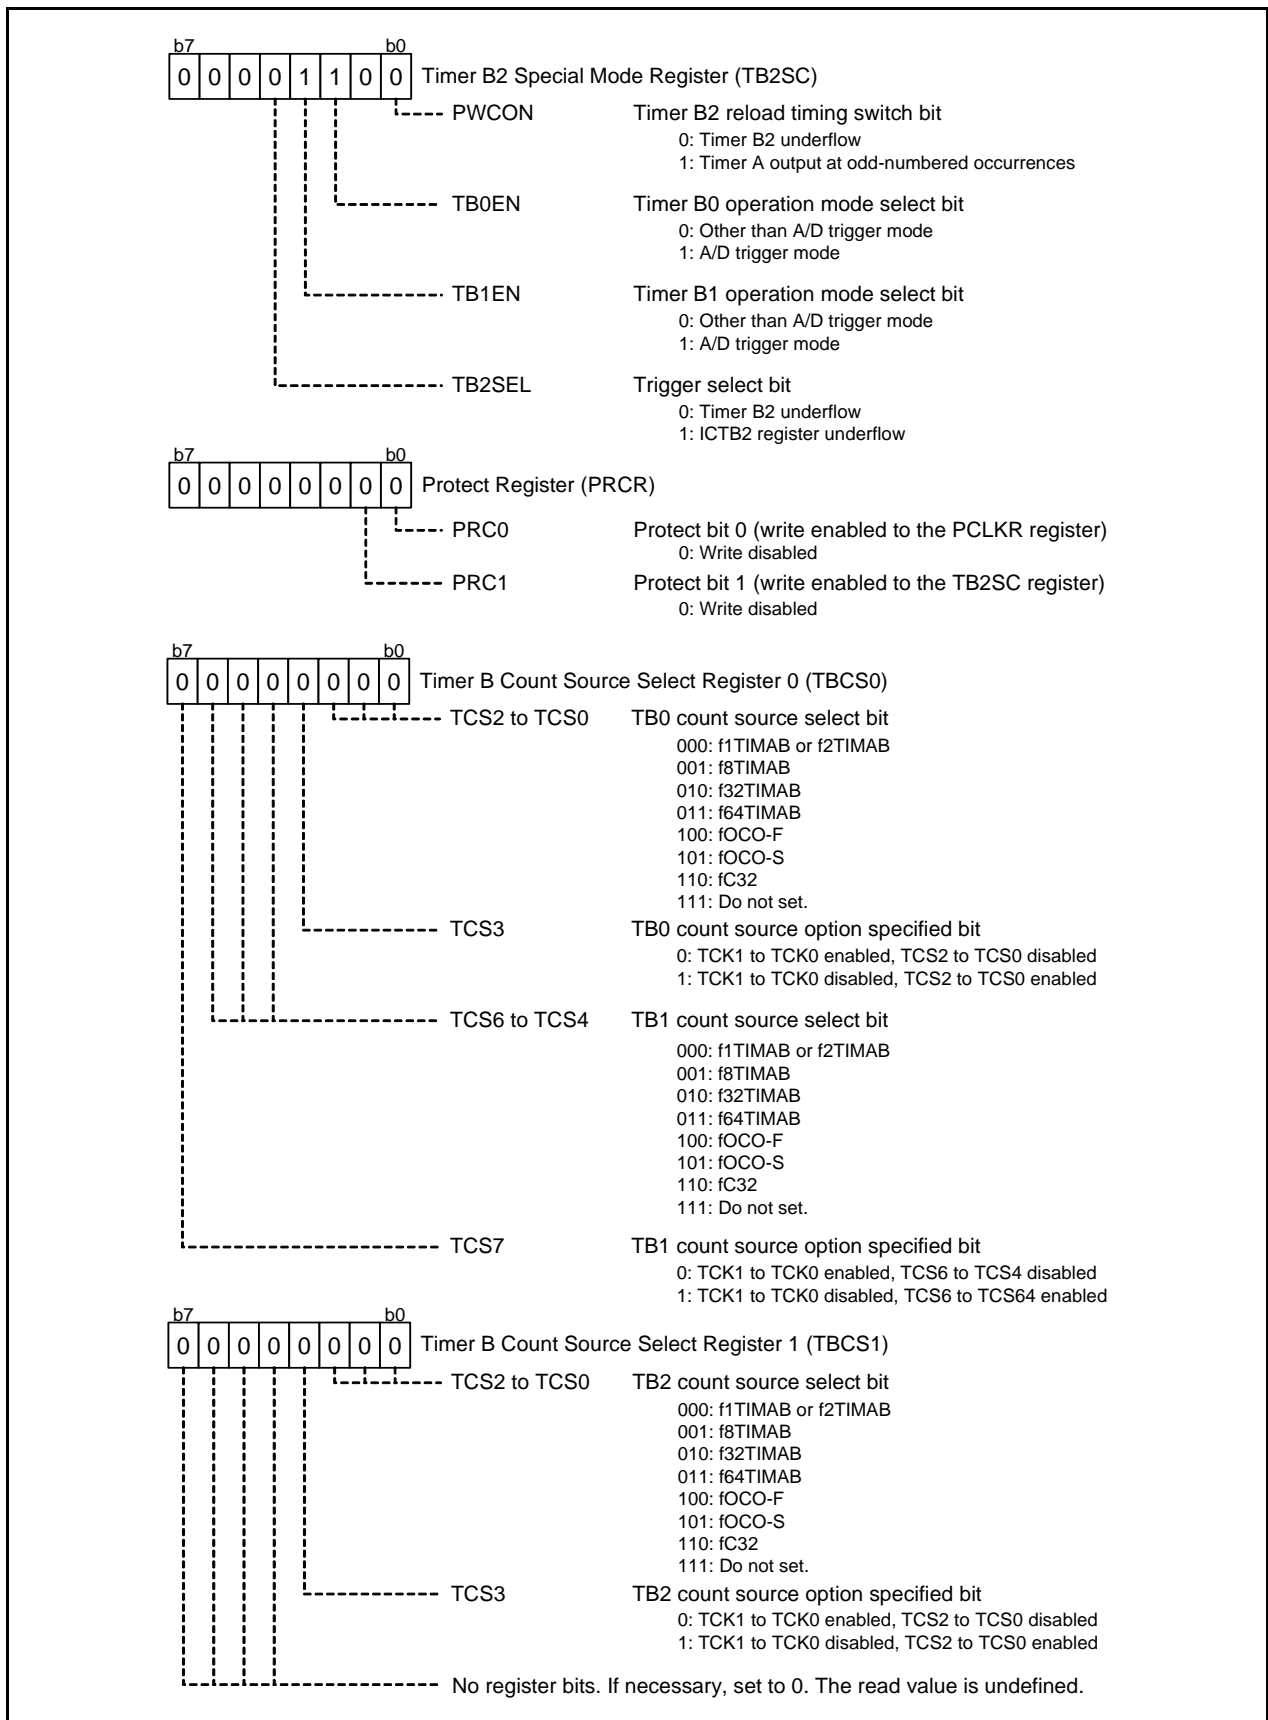 b7 b0
0 0 0 0 1 1 0 0 Timer B2 Special Mode Register (TB2SC)
PWCON Timer B2 reload timing switch bit
0: Timer B2 underflow
1: Timer A output at odd-numbered occurrences
TB0EN Timer B0 operation mode select bit
0: Other than A/D trigger mode
1: A/D trigger mode
TB1EN Timer B1 operation mode select bit
0: Other than A/D trigger mode
1: A/D trigger mode
TB2SEL Trigger select bit
0: Timer B2 underflow
1: ICTB2 register underflow
b7 b0
0 0 0 0 0 0 0 0 Protect Register (PRCR)
PRC0 Protect bit 0 (write enabled to the PCLKR register)
0: Write disabled
PRC1 Protect bit 1 (write enabled to the TB2SC register)
0: Write disabled
b7 b0
0 0 0 0 0 0 0 0 Timer B Count Source Select Register 0 (TBCS0)
TCS2 to TCS0 TB0 count source select bit
000: f1TIMAB or f2TIMAB
001: f8TIMAB
010: f32TIMAB
011: f64TIMAB
100: fOCO-F
101: fOCO-S
110: fC32
111: Do not set.
TCS3 TB0 count source option specified bit
0: TCK1 to TCK0 enabled, TCS2 to TCS0 disabled
1: TCK1 to TCK0 disabled, TCS2 to TCS0 enabled
TCS6 to TCS4 TB1 count source select bit
000: f1TIMAB or f2TIMAB
001: f8TIMAB
010: f32TIMAB
011: f64TIMAB
100: fOCO-F
101: fOCO-S
110: fC32
111: Do not set.
TCS7 TB1 count source option specified bit
0: TCK1 to TCK0 enabled, TCS6 to TCS4 disabled
1: TCK1 to TCK0 disabled, TCS6 to TCS64 enabled
b7 b0
0 0 0 0 0 0 0 0 Timer B Count Source Select Register 1 (TBCS1)
TCS2 to TCS0 TB2 count source select bit
000: f1TIMAB or f2TIMAB
001: f8TIMAB
010: f32TIMAB
011: f64TIMAB
100: fOCO-F
101: fOCO-S
110: fC32
111: Do not set.
TCS3 TB2 count source option specified bit
0: TCK1 to TCK0 enabled, TCS2 to TCS0 disabled
1: TCK1 to TCK0 disabled, TCS2 to TCS0 enabled
No register bits. If necessary, set to 0. The read value is undefined.